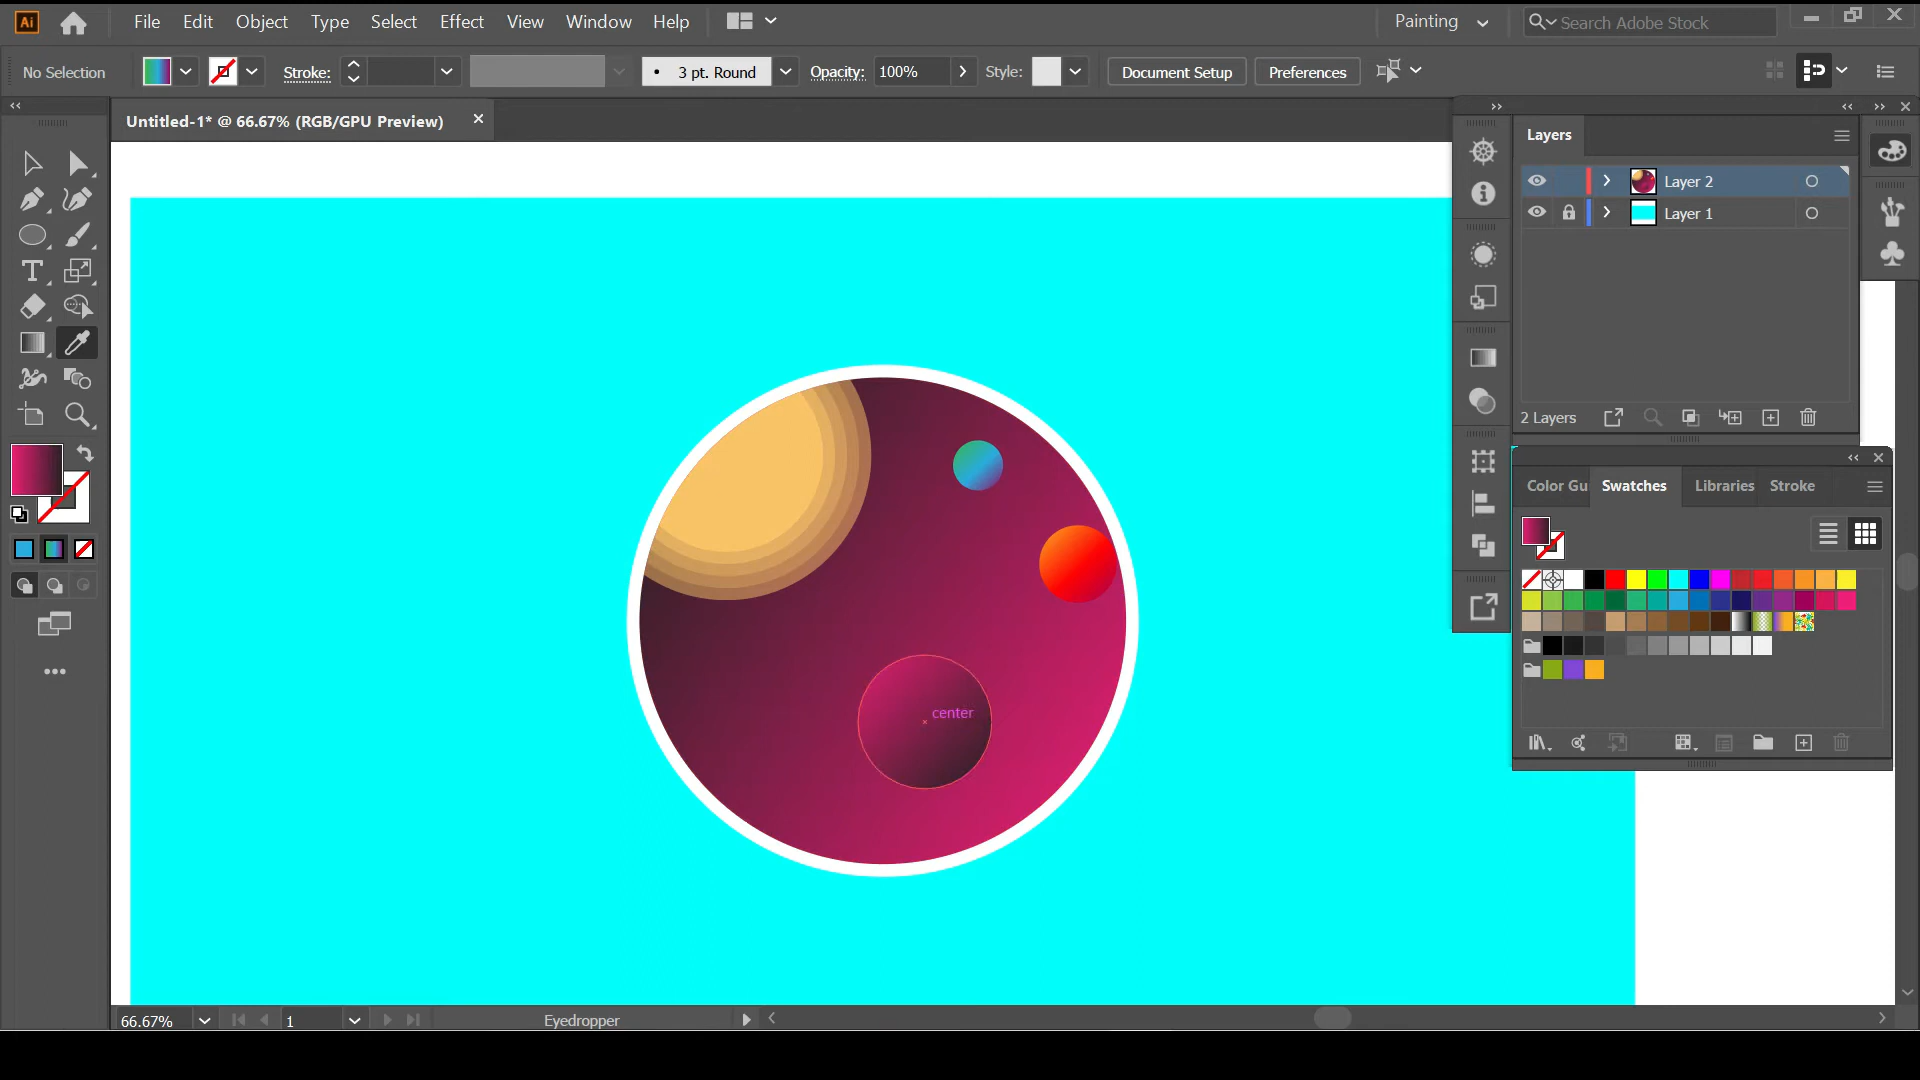 Ai File Edit Object Type Select Effect View Window Help Painting Search Adobe Stock
No Selection Stroke: 3 pt. Round Opacity: 100% Style: Document Setup Preferences
Untitled-1* @ 66.67% (RGB/GPU Preview)
Layers
Layer 2
Layer 1
2 Layers
Color Gu Swatches Libraries Stroke
center
66.67% 1 Eyedropper